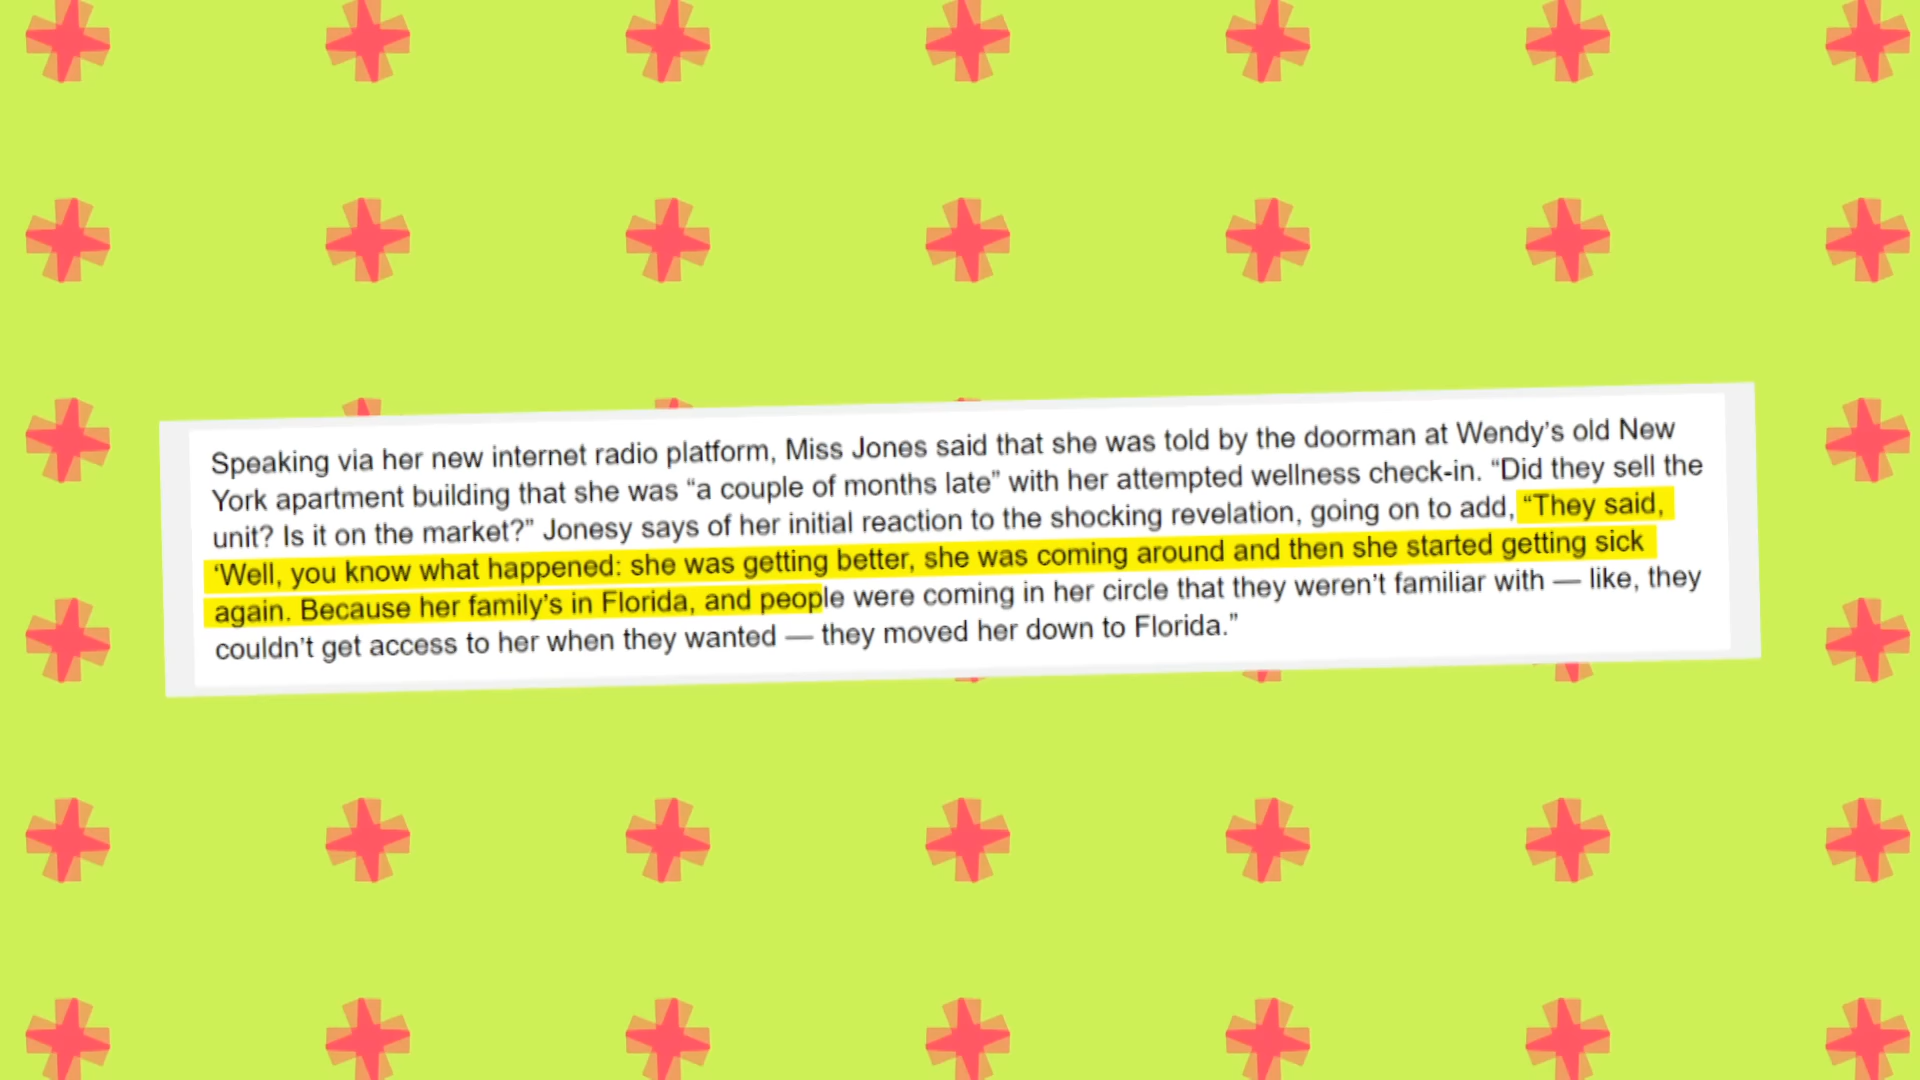 Speaking via her new internet radio platform, Miss Jones said that she was told by the doorman at Wendy’s old New
York apartment building that she was “a couple of months late” with her attempted wellness check-in. “Did they sell the
unit? Is it on the market?” Jonesy says of her initial reaction to the shocking revelation, going on to add, “They said,
‘Well, you know what happened: she was getting better, she was coming around and then she started getting sick
again. Because her family’s in Florida, and people were coming in her circle that they weren’t familiar with — like, they
couldn’t get access to her when they wanted — they moved her down to Florida.”